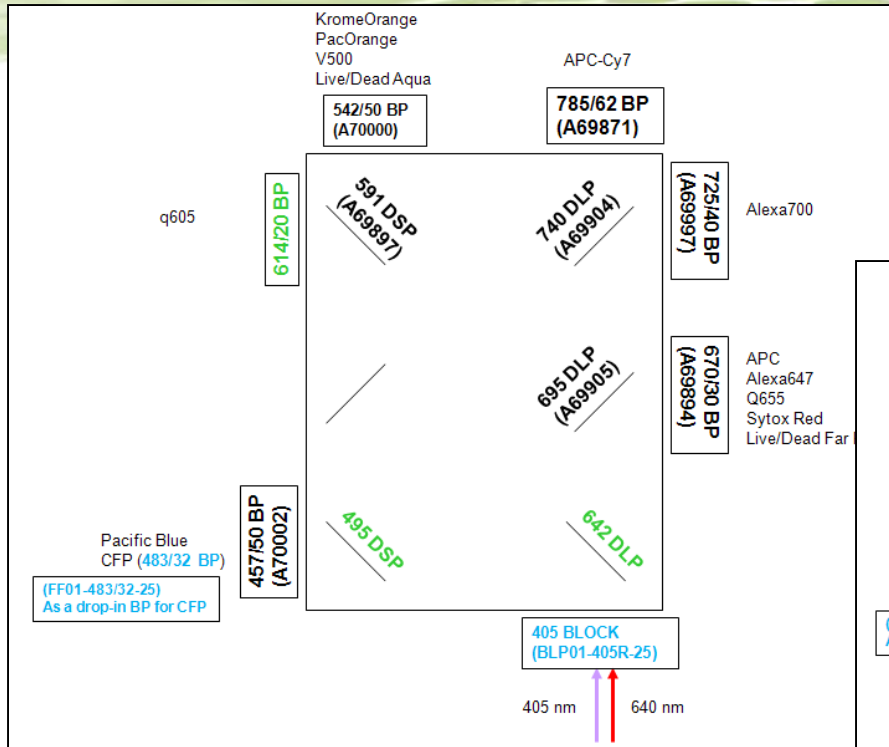 KromeOrange
PacOrange
V500
Live/Dead Aqua
APC-Cy7
542/50 BP
(A70000)
785/62 BP
(A69871)
q605
614/20 BP
591 DSP
(A69897)
740 DLP
(A69904)
725/40 BP
(A69997)
Alexa700
695 DLP
(A69905)
670/30 BP
(A69894)
APC
Alexa647
Q655
Sytox Red
Live/Dead Far
Pacific Blue
CFP (483/32 BP)
457/50 BP
(A70002)
495 DSP
642 DLP
(FF01-483/32-25)
As a drop-in BP for CFP
405 BLOCK
(BLP01-405R-25)
405 nm
640 nm